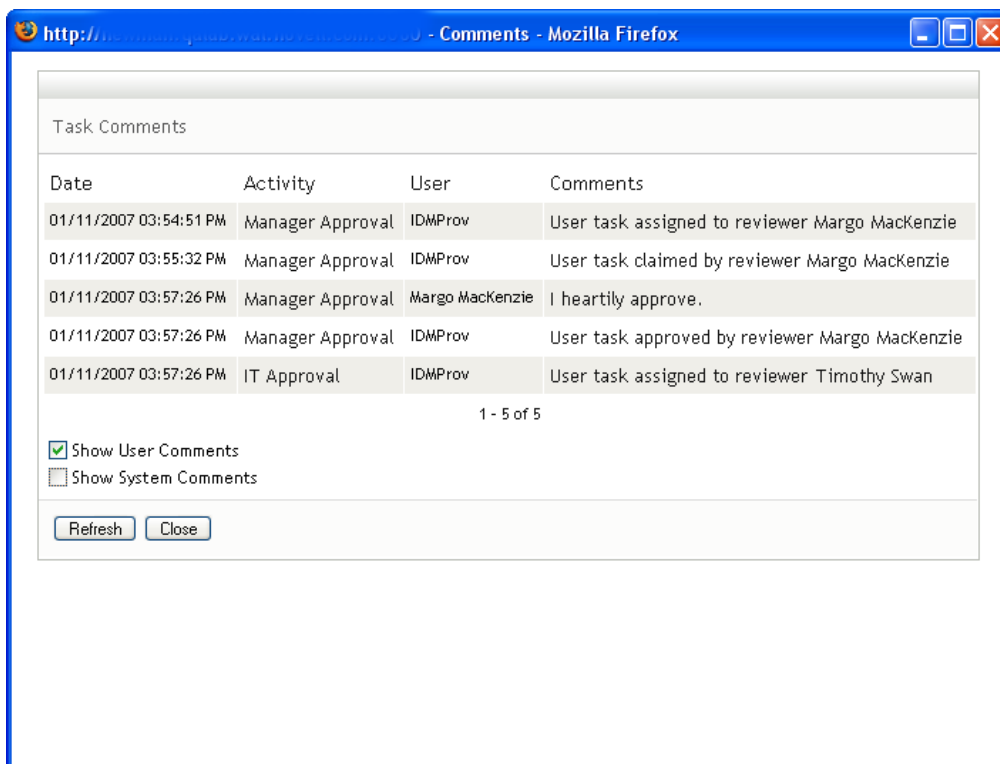 http:// - Comments - Mozilla Firefox
Task Comments
Date Activity User Comments
01/11/2007 03:54:51 PM Manager Approval IDMProv User task assigned to reviewer Margo MacKenzie
01/11/2007 03:55:32 PM Manager Approval IDMProv User task claimed by reviewer Margo MacKenzie
01/11/2007 03:57:26 PM Manager Approval Margo MacKenzie I heartily approve.
01/11/2007 03:57:26 PM Manager Approval IDMProv User task approved by reviewer Margo MacKenzie
01/11/2007 03:57:26 PM IT Approval IDMProv User task assigned to reviewer Timothy Swan
1 - 5 of 5
Show User Comments
Show System Comments
Refresh Close